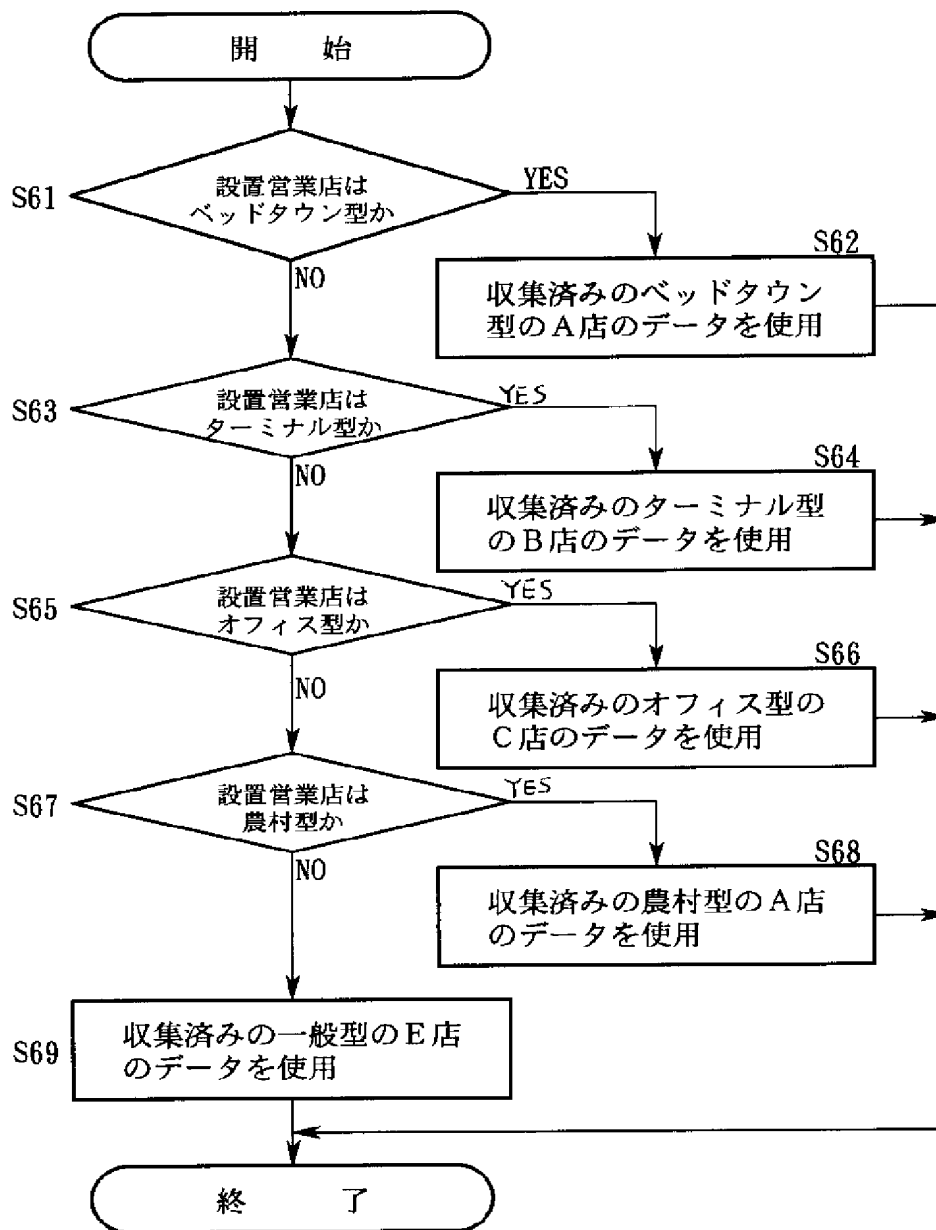 開 始
S61
設置営業店は
ベッドタウン型か
YES
NO
S62
収集済みのベッドタウン
型のA店のデータを使用
S63
設置営業店は
ターミナル型か
YES
NO
S64
収集済みのターミナル型
のB店のデータを使用
S65
設置営業店は
オフィス型か
YES
NO
S66
収集済みのオフィス型の
C店のデータを使用
S67
設置営業店は
農村型か
YES
NO
S68
収集済みの農村型のA店
のデータを使用
S69
収集済みの一般型のE店
のデータを使用
終 了